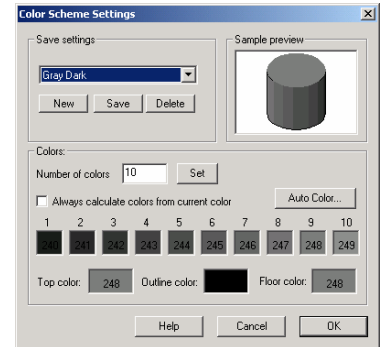 Color Scheme Settings
Save settings
Sample preview
Gray Dark
New Save Delete
Colors:
Number of colors 10 Set
Always calculate colors from current color
Auto Color...
1 2 3 4 5 6 7 8 9 10
240 241 242 243 244 245 246 247 248 249
Top color: 248 Outline color: Floor color: 248
Help Cancel OK